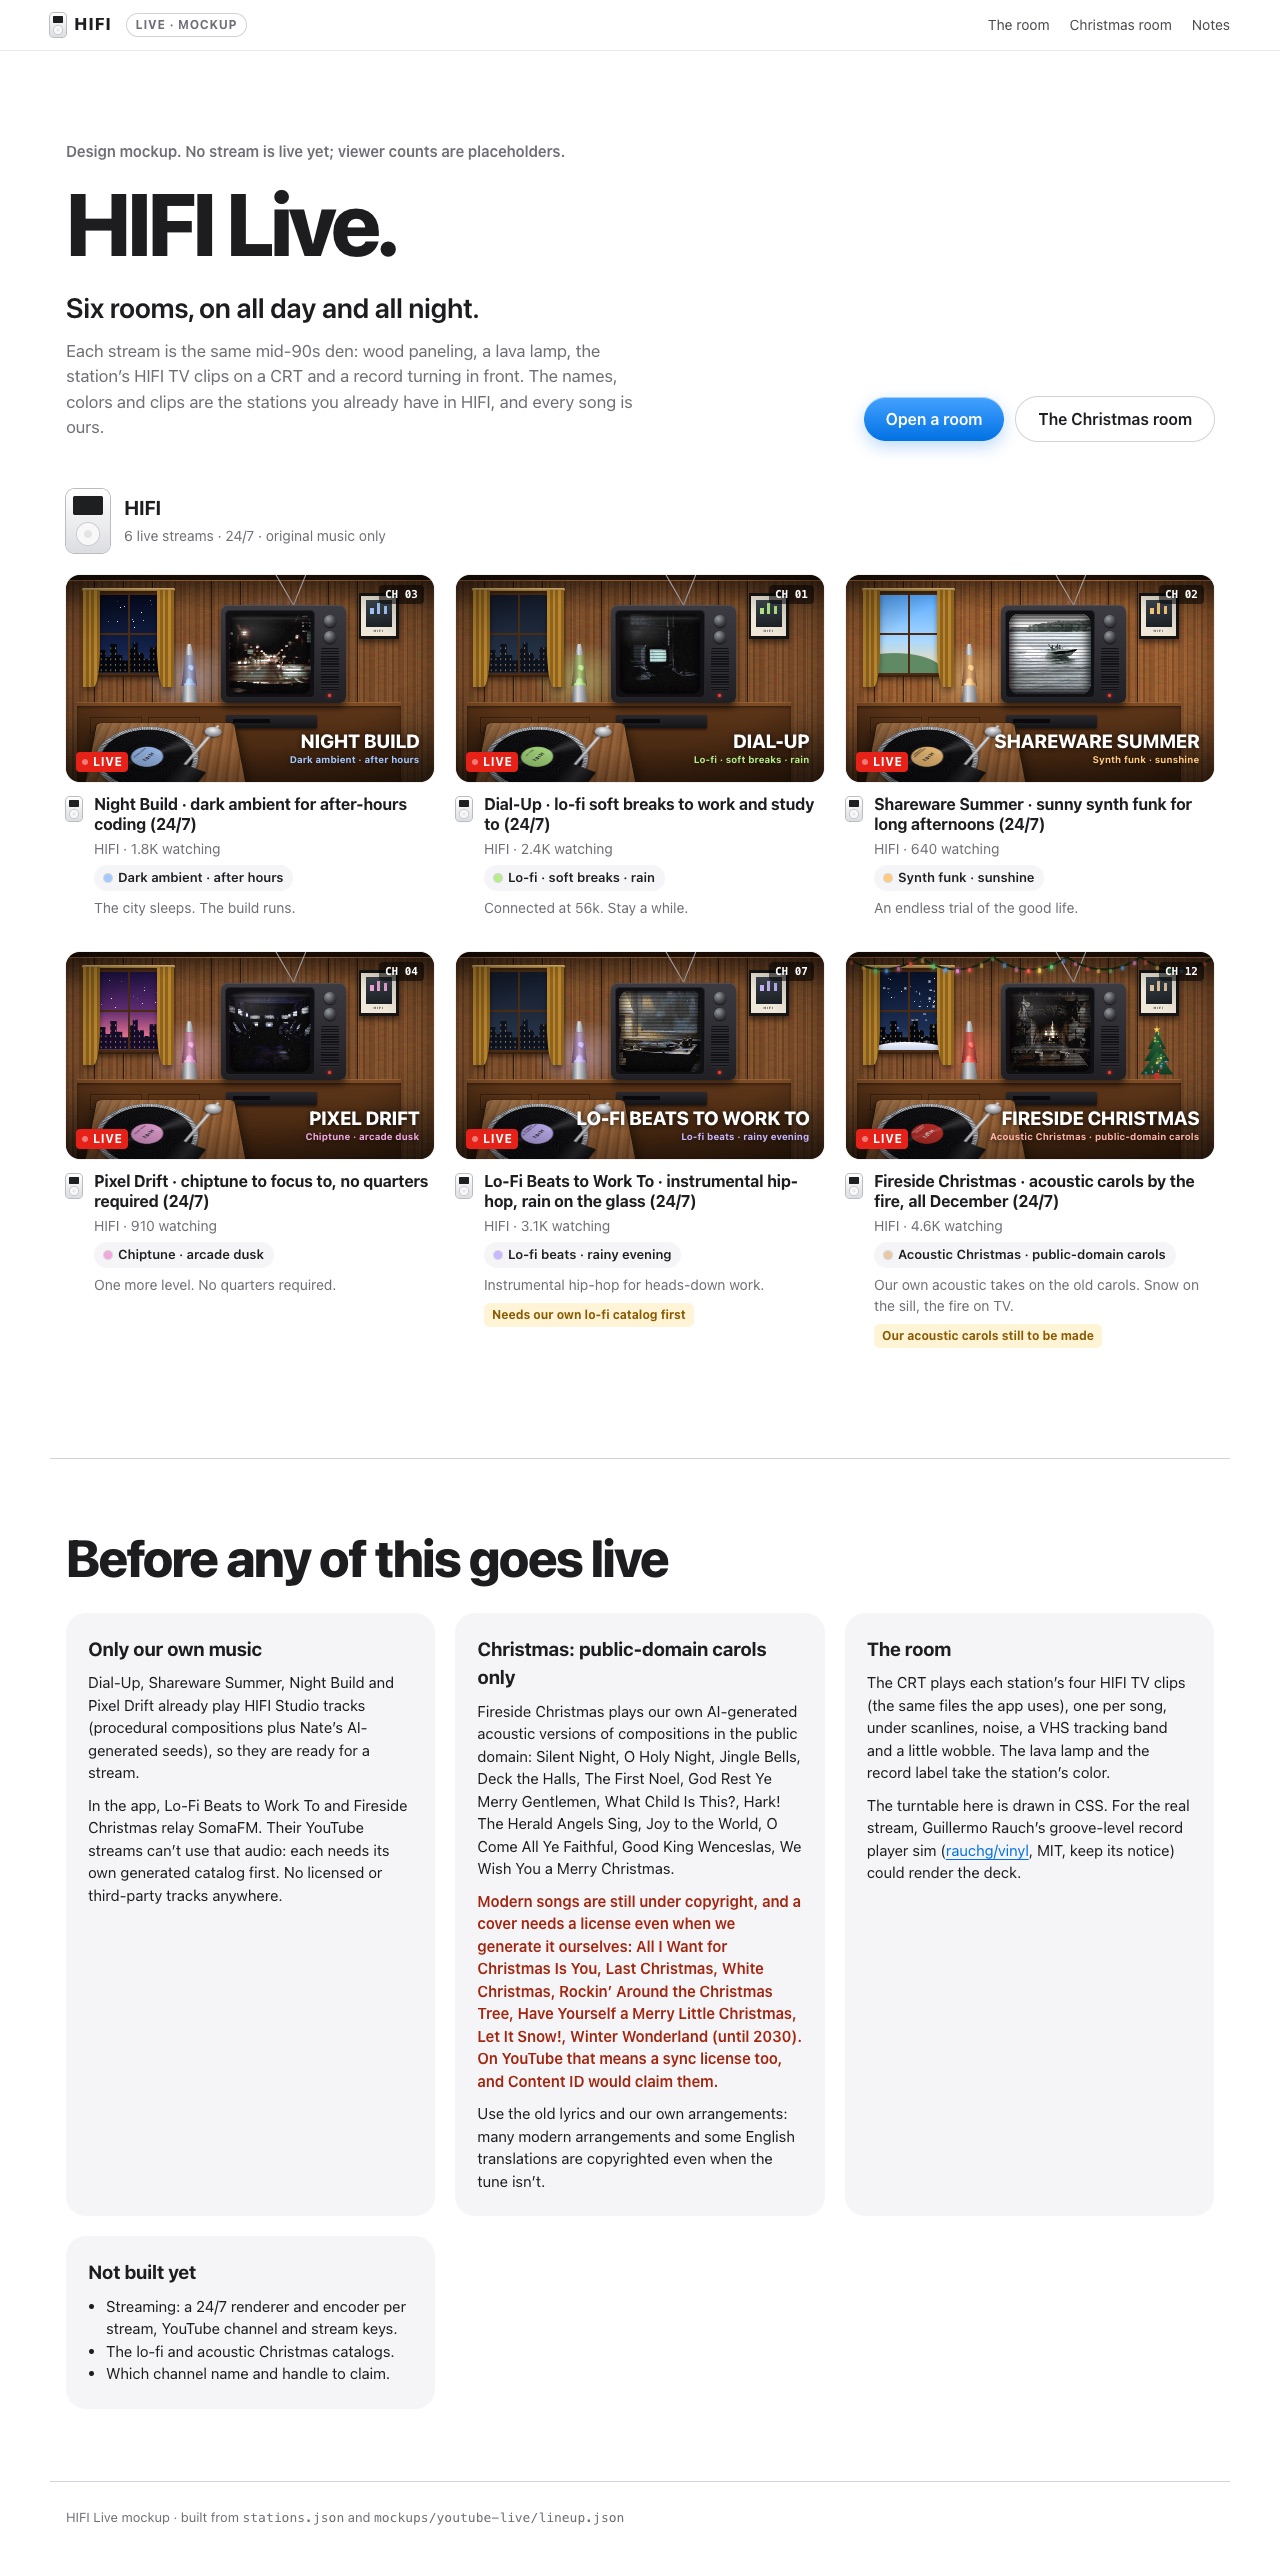 HIFI
LIVE · MOCKUP
The room
Christmas room
Notes
Design mockup. No stream is live yet; viewer counts are placeholders.
HIFI Live.
Six rooms, on all day and all night.
Each stream is the same mid-90s den: wood paneling, a lava lamp, the
station’s HIFI TV clips on a CRT and a record turning in front. The names,
colors and clips are the stations you already have in HIFI, and every song is
ours.
Open a room
The Christmas room
HIFI
6 live streams · 24/7 · original music only
CH 03
HIFI
NIGHT BUILD
Dark ambient · after hours
LIVE
CH 01
HIFI
DIAL-UP
Lo-fi · soft breaks · rain
LIVE
CH 02
HIFI
SHAREWARE SUMMER
Synth funk · sunshine
LIVE
Night Build · dark ambient for after-hours
coding (24/7)
HIFI · 1.8K watching
Dark ambient · after hours
The city sleeps. The build runs.
Dial-Up · lo-fi soft breaks to work and study
to (24/7)
HIFI · 2.4K watching
Lo-fi · soft breaks · rain
Connected at 56k. Stay a while.
Shareware Summer · sunny synth funk for
long afternoons (24/7)
HIFI · 640 watching
Synth funk · sunshine
An endless trial of the good life.
CH 04
HIFI
PIXEL DRIFT
Chiptune · arcade dusk
LIVE
CH 07
HIFI
LO-FI BEATS TO WORK TO
Lo-fi beats · rainy evening
LIVE
CH 12
HIFI
FIRESIDE CHRISTMAS
Acoustic Christmas · public-domain carols
LIVE
Pixel Drift · chiptune to focus to, no quarters
required (24/7)
HIFI · 910 watching
Chiptune · arcade dusk
One more level. No quarters required.
Lo-Fi Beats to Work To · instrumental hip-
hop, rain on the glass (24/7)
HIFI · 3.1K watching
Lo-fi beats · rainy evening
Instrumental hip-hop for heads-down work.
Needs our own lo-fi catalog first
Fireside Christmas · acoustic carols by the
fire, all December (24/7)
HIFI · 4.6K watching
Acoustic Christmas · public-domain carols
Our own acoustic takes on the old carols. Snow on
the sill, the fire on TV.
Our acoustic carols still to be made
Before any of this goes live
Only our own music
Dial-Up, Shareware Summer, Night Build and
Pixel Drift already play HIFI Studio tracks
(procedural compositions plus Nate’s AI-
generated seeds), so they are ready for a
stream.
In the app, Lo-Fi Beats to Work To and Fireside
Christmas relay SomaFM. Their YouTube
streams can’t use that audio: each needs its
own generated catalog first. No licensed or
third-party tracks anywhere.
Christmas: public-domain carols
only
Fireside Christmas plays our own AI-generated
acoustic versions of compositions in the public
domain: Silent Night, O Holy Night, Jingle Bells,
Deck the Halls, The First Noel, God Rest Ye
Merry Gentlemen, What Child Is This?, Hark!
The Herald Angels Sing, Joy to the World, O
Come All Ye Faithful, Good King Wenceslas, We
Wish You a Merry Christmas.
Modern songs are still under copyright, and a
cover needs a license even when we
generate it ourselves: All I Want for
Christmas Is You, Last Christmas, White
Christmas, Rockin’ Around the Christmas
Tree, Have Yourself a Merry Little Christmas,
Let It Snow!, Winter Wonderland (until 2030).
On YouTube that means a sync license too,
and Content ID would claim them.
Use the old lyrics and our own arrangements:
many modern arrangements and some English
translations are copyrighted even when the
tune isn’t.
The room
The CRT plays each station’s four HIFI TV clips
(the same files the app uses), one per song,
under scanlines, noise, a VHS tracking band
and a little wobble. The lava lamp and the
record label take the station’s color.
The turntable here is drawn in CSS. For the real
stream, Guillermo Rauch’s groove-level record
player sim (rauchg/vinyl, MIT, keep its notice)
could render the deck.
Not built yet
• Streaming: a 24/7 renderer and encoder per
stream, YouTube channel and stream keys.
• The lo-fi and acoustic Christmas catalogs.
• Which channel name and handle to claim.
HIFI Live mockup · built from stations.json and mockups/youtube-live/lineup.json